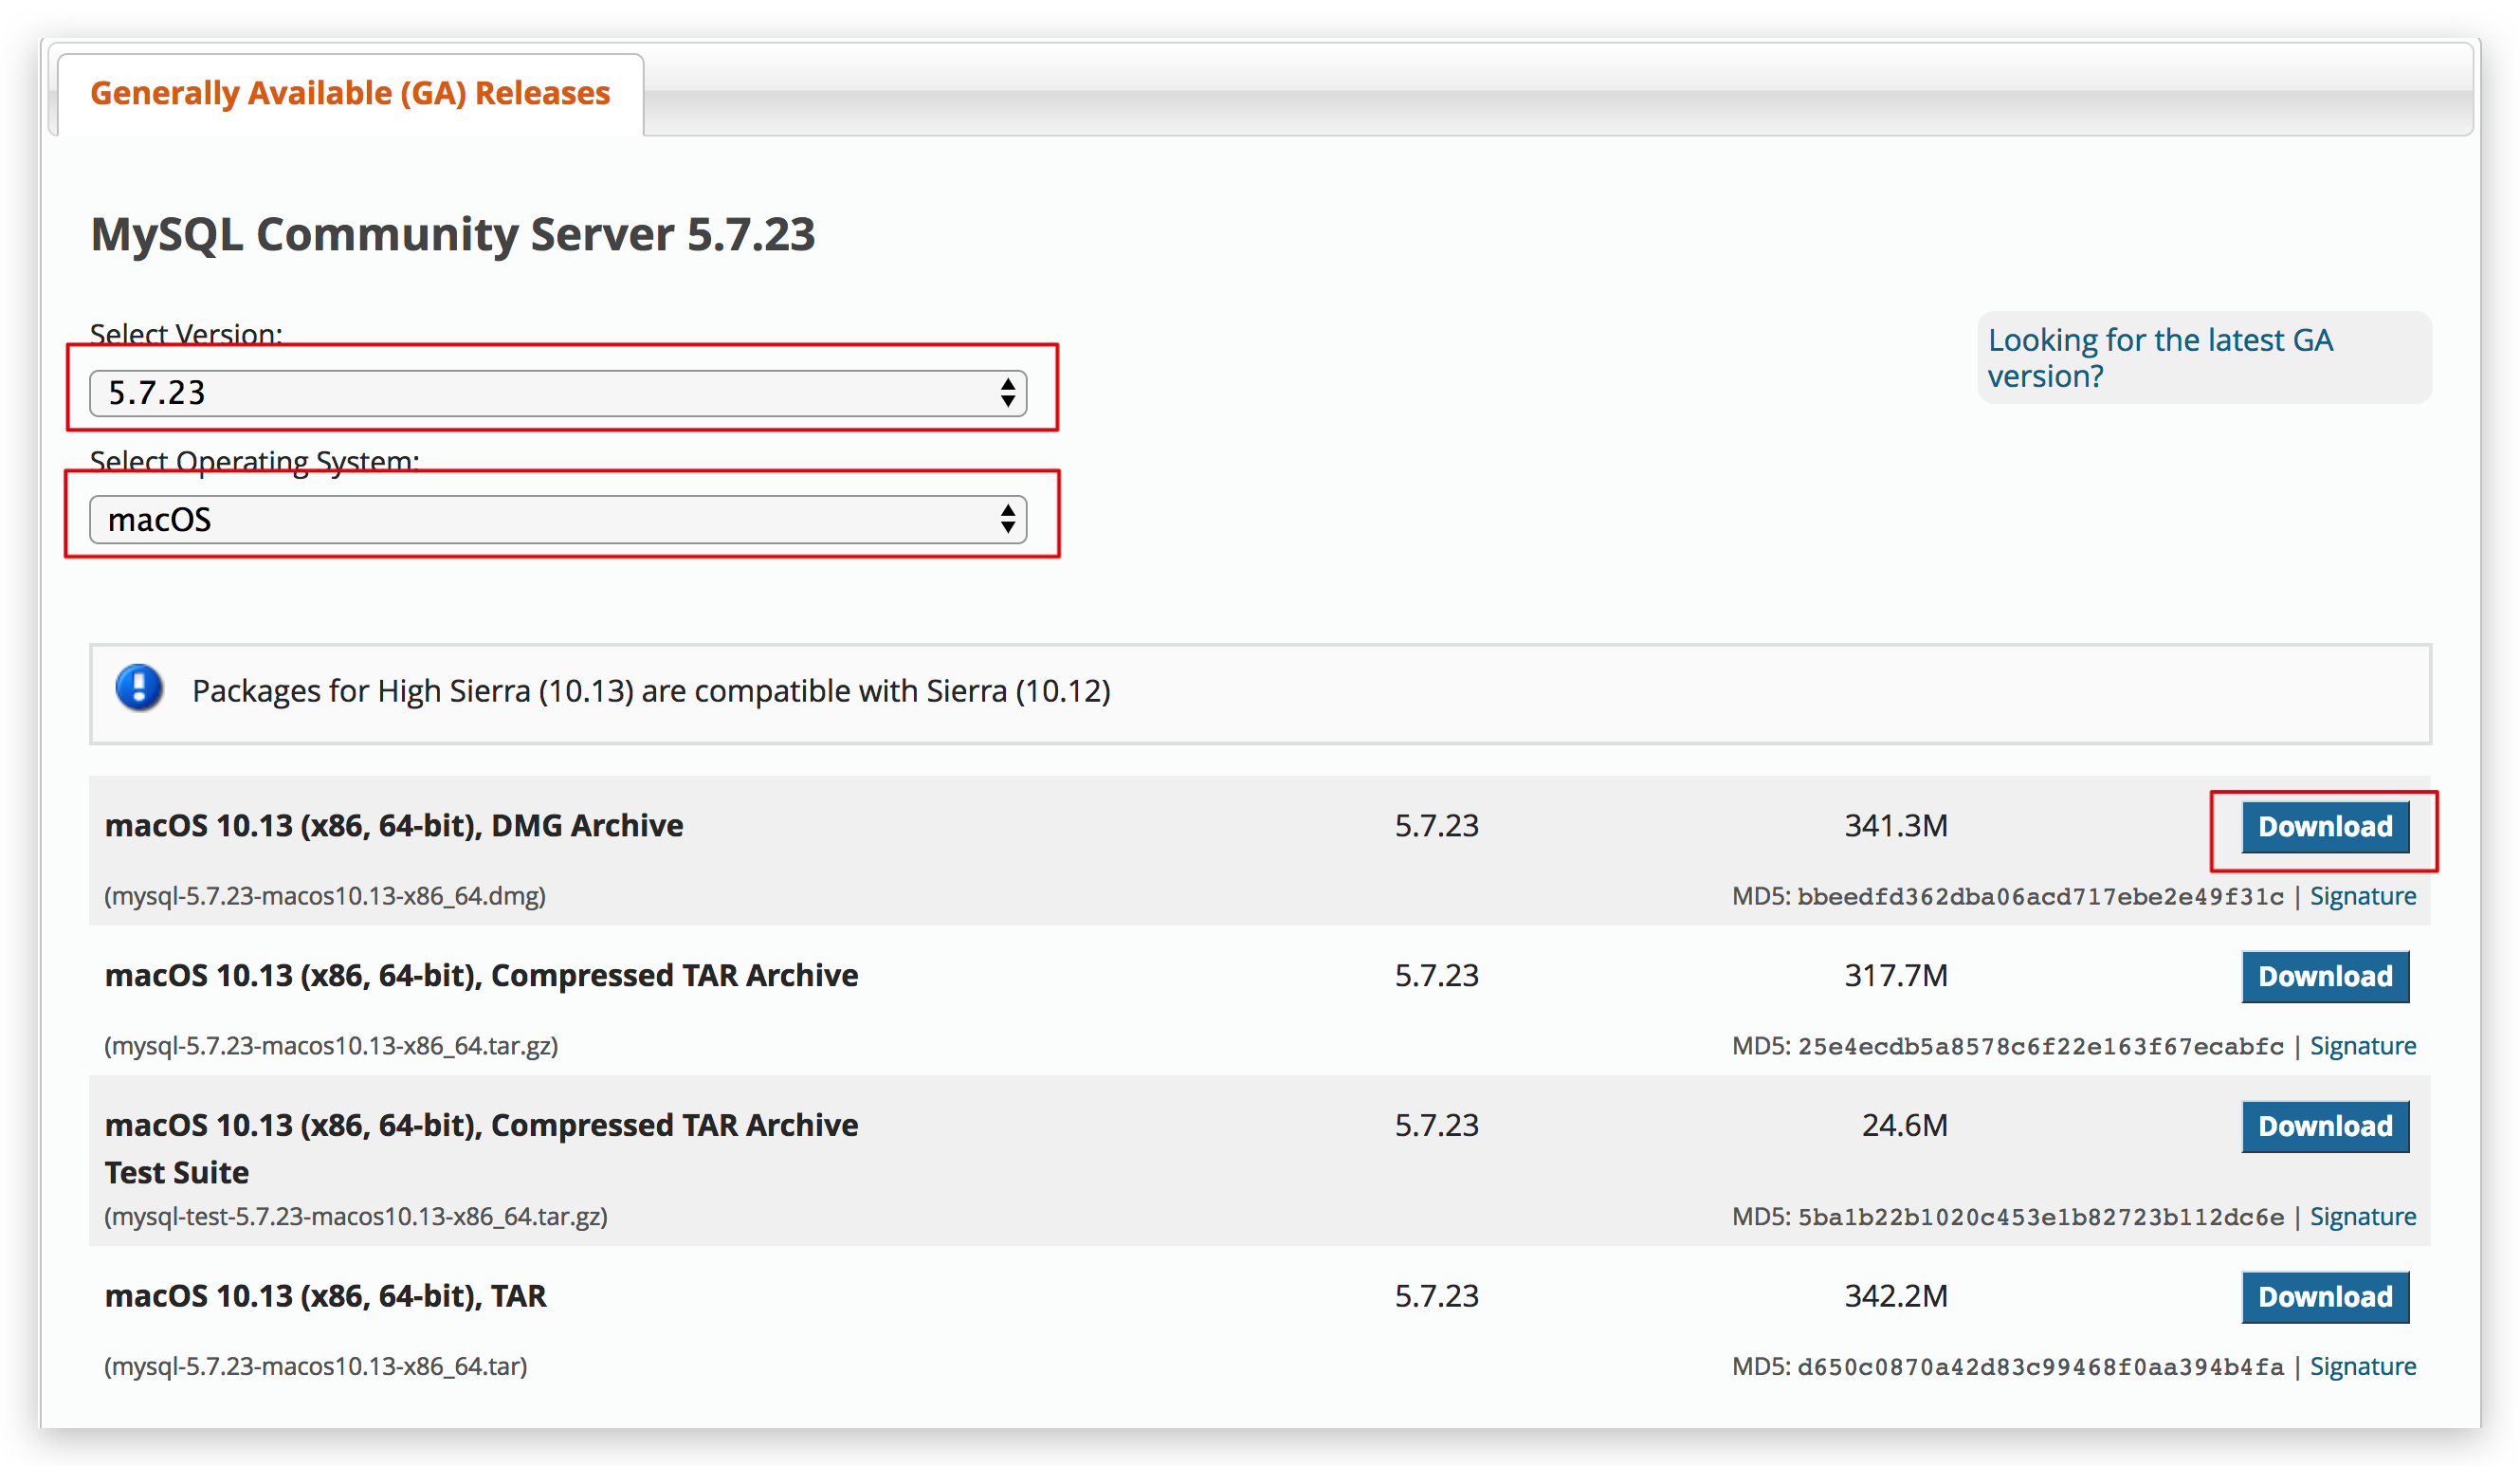 Generally Available (GA) Releases
MySQL Community Server 5.7.23
Select Version:
Looking for the latest GA
version?
5.7.23
Select Operating System:
macOS
Packages for High Sierra (10.13) are compatible with Sierra (10.12)
macOS 10.13 (x86, 64-bit), DMG Archive 5.7.23 341.3M Download
(mysql-5.7.23-macos10.13-x86_64.dmg) MD5: bbeedfd362dba06acd717ebe2e49f31c | Signature
macOS 10.13 (x86, 64-bit), Compressed TAR Archive 5.7.23 317.7M Download
(mysql-5.7.23-macos10.13-x86_64.tar.gz) MD5: 25e4ecdb5a8578c6f22e163f67ecabfc | Signature
macOS 10.13 (x86, 64-bit), Compressed TAR Archive 5.7.23 24.6M Download
Test Suite
(mysql-test-5.7.23-macos10.13-x86_64.tar.gz) MD5: 5ba1b22b1020c453e1b82723b112dc6e | Signature
macOS 10.13 (x86, 64-bit), TAR 5.7.23 342.2M Download
(mysql-5.7.23-macos10.13-x86_64.tar) MD5: d650c0870a42d83c99468f0aa394b4fa | Signature